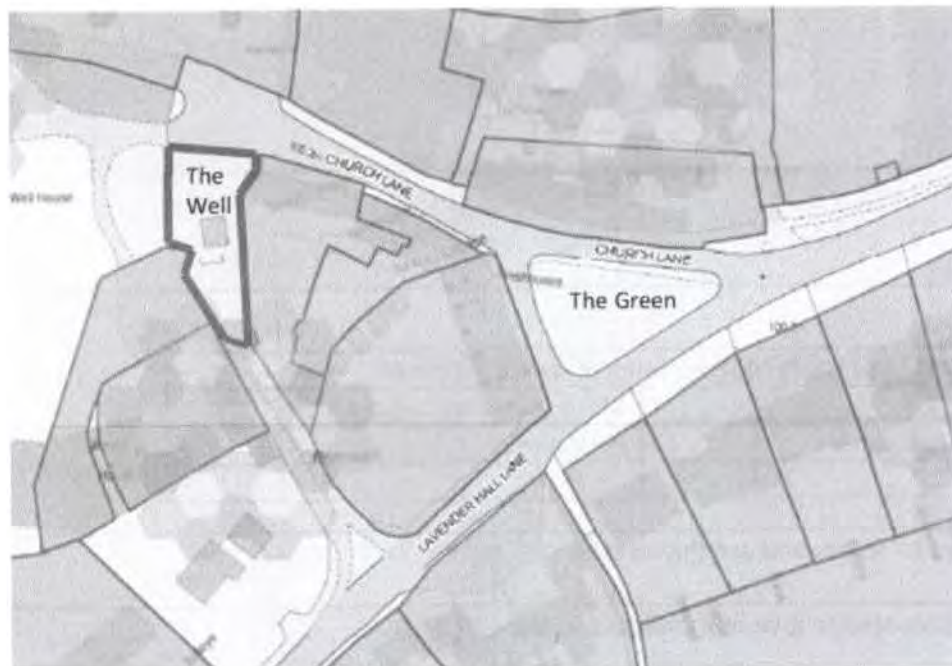 CHURCH LANE
The
Well
Well House
CHURCH LANE
The Green
LAVENDER HALL LANE